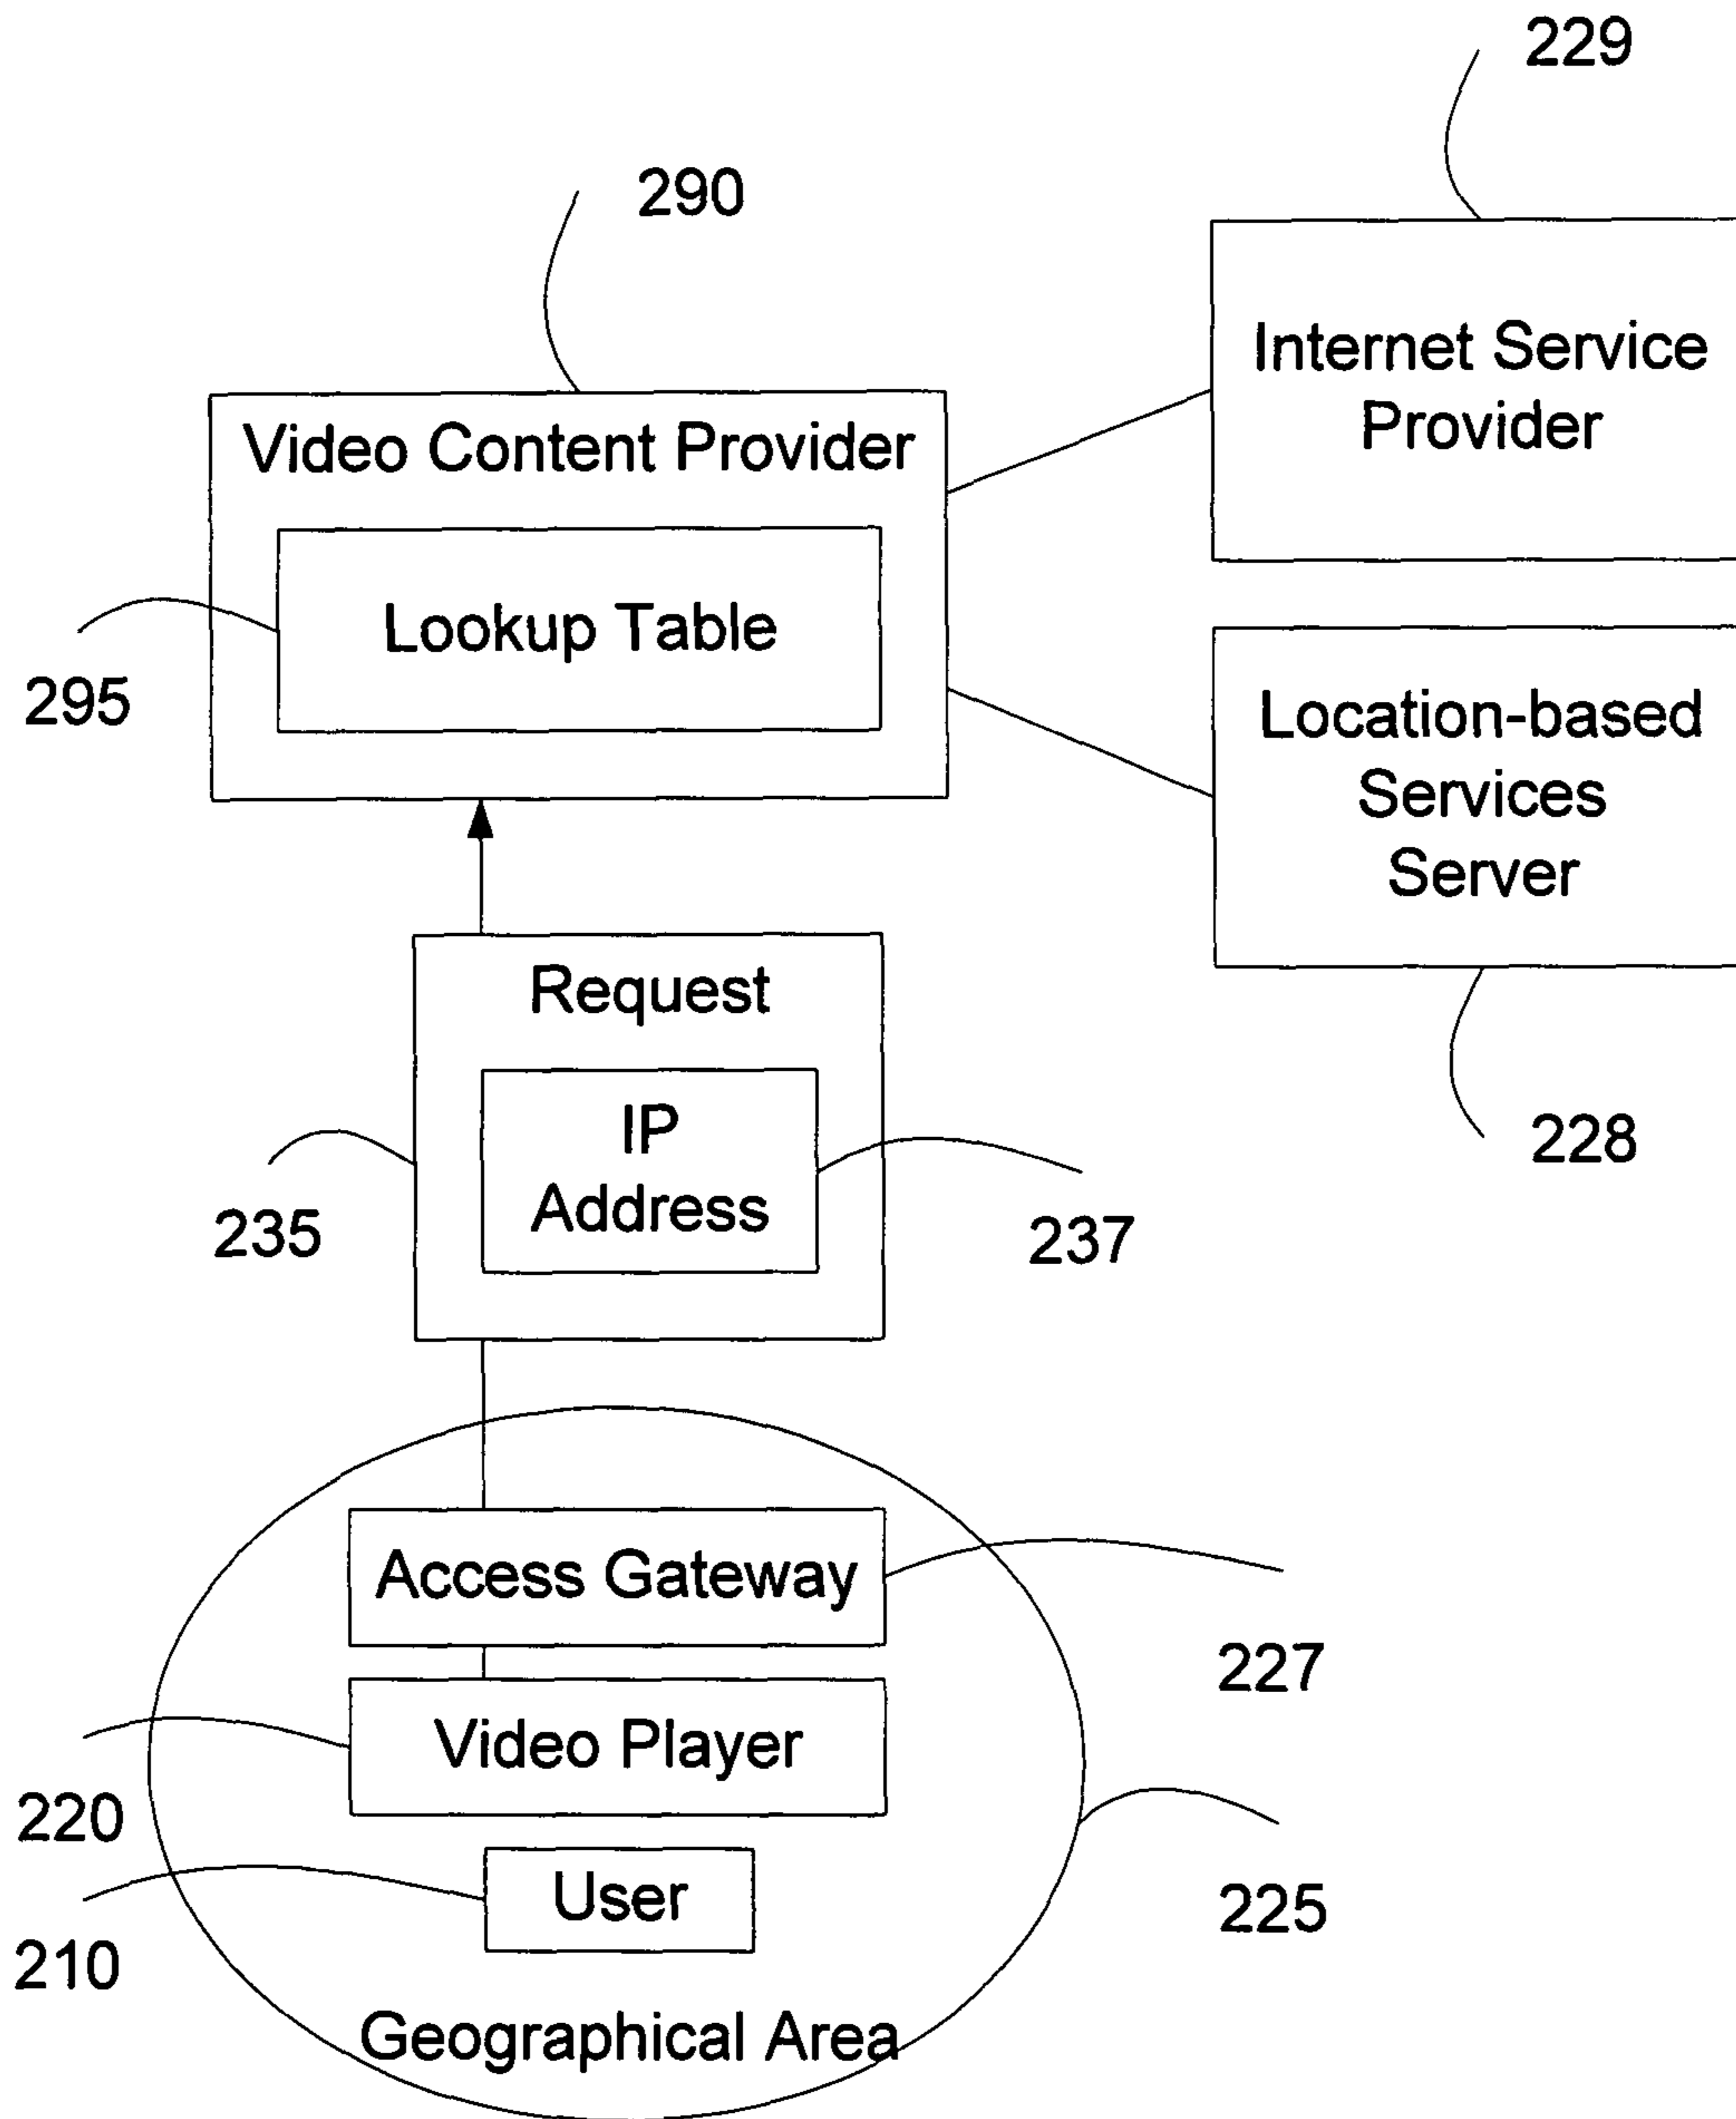 229
290
Internet Service
Provider
Video Content Provider
Lookup Table
295
Location-based
Services
Server
Request
IP
Address
228
235
237
Access Gateway
227
Video Player
220
User
225
210
Geographical Area